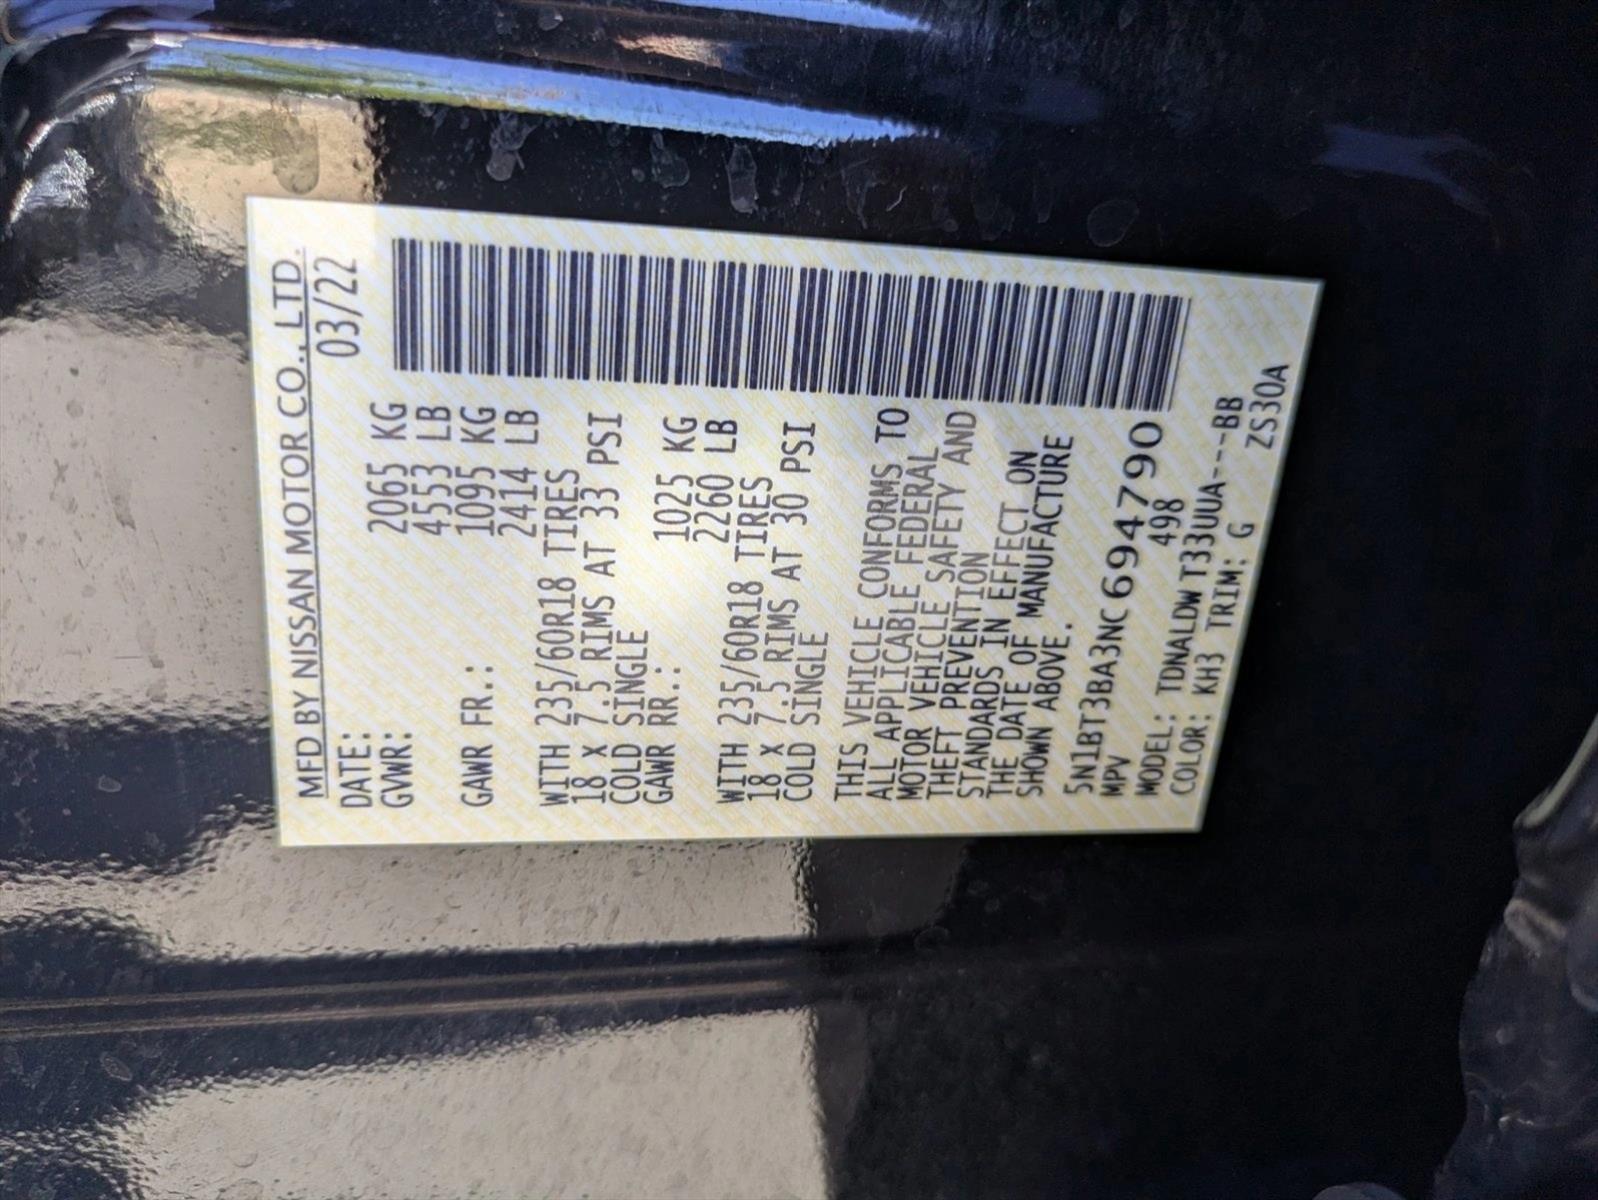 MFD BY NISSAN MOTOR CO., LTD.
DATE: 03/22
GVWR: 2065 KG
4553 LB
GAWR FR.: 1095 KG
2414 LB
WITH 235/60R18 TIRES
18 x 7.5 RIMS AT 33 PSI
COLD SINGLE
GAWR RR.: 1025 KG
2260 LB
WITH 235/60R18 TIRES
18 x 7.5 RIMS AT 30 PSI
COLD SINGLE
THIS VEHICLE CONFORMS TO
ALL APPLICABLE FEDERAL
MOTOR VEHICLE SAFETY AND
THEFT PREVENTION
STANDARDS IN EFFECT ON
THE DATE OF MANUFACTURE
SHOWN ABOVE.
5N1BT3BA3NC694790
MPV 498
MODEL: TDNALDWT33UUA---BB
COLOR: KH3 TRIM: G ZS30A